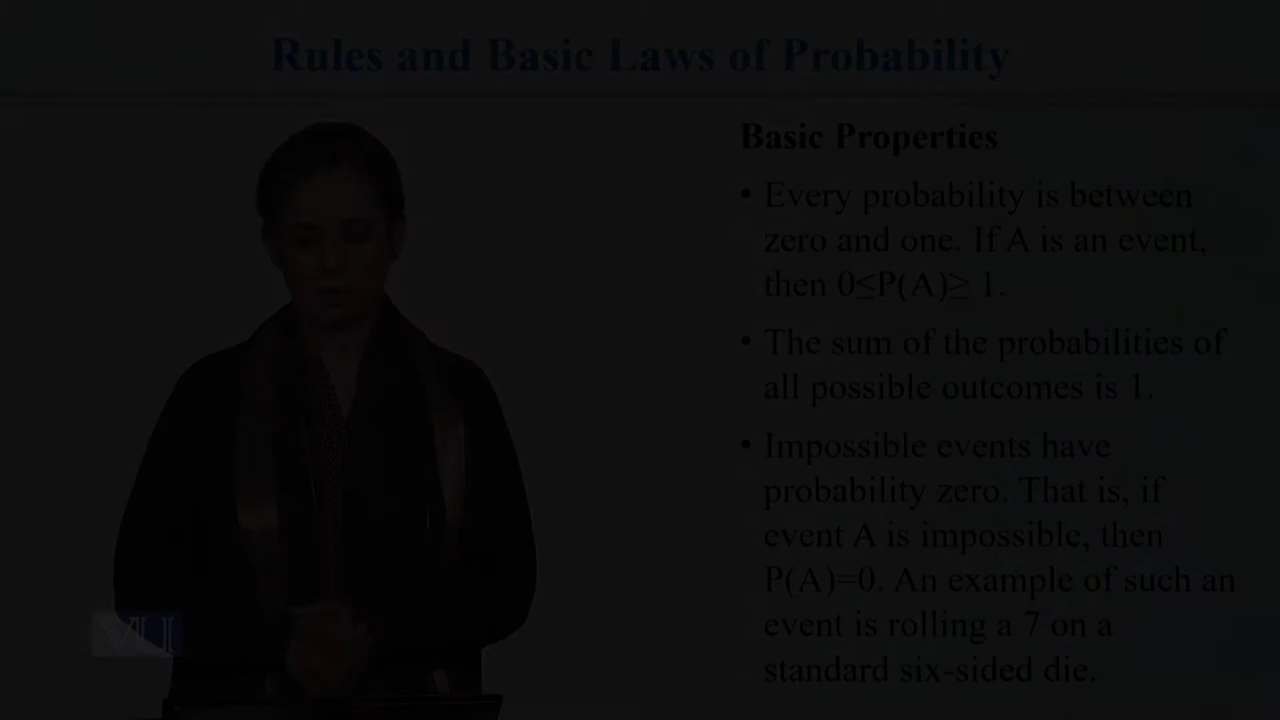 Rules and Basic Laws of Probability
Basic Properties
• Every probability is between
zero and one. If A is an event,
then 0≤P(A)≥ 1.
• The sum of the probabilities of
all possible outcomes is 1.
• Impossible events have
probability zero. That is, if
event A is impossible, then
P(A)=0. An example of such an
event is rolling a 7 on a
standard six-sided die.
VU